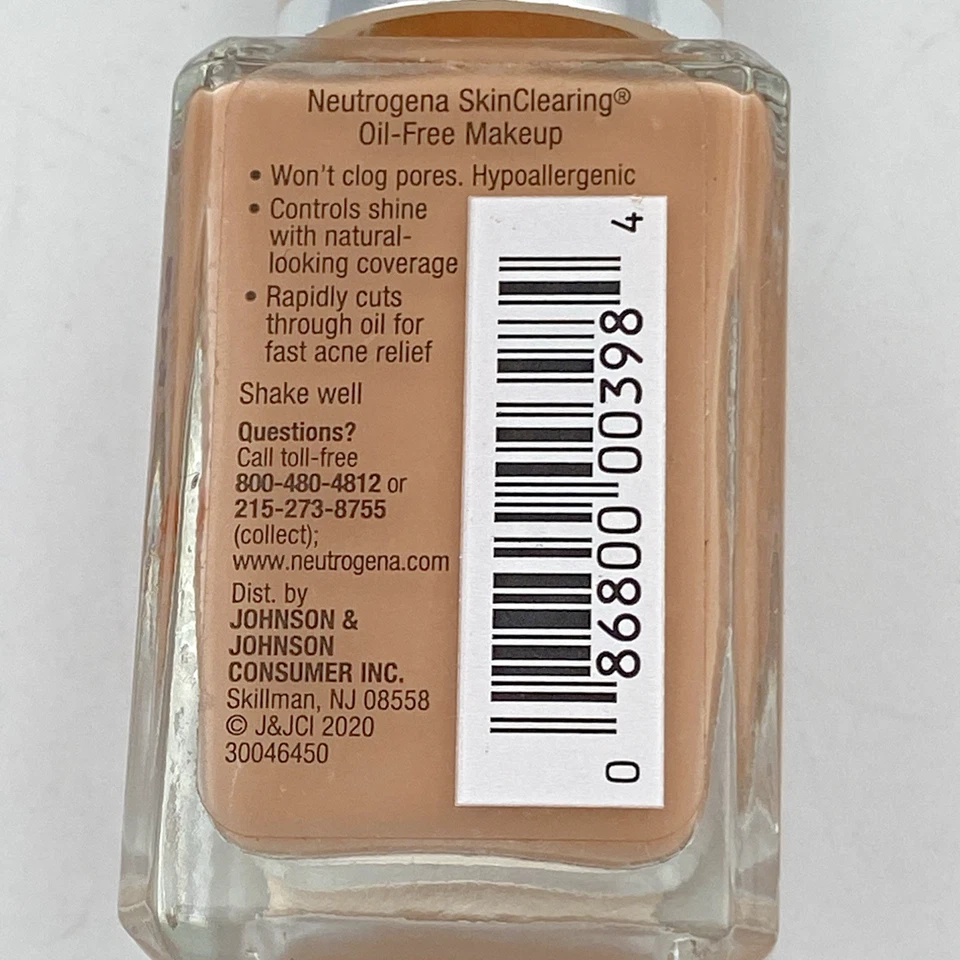 Neutrogena SkinClearing®
Oil-Free Makeup
• Won't clog pores. Hypoallergenic
• Controls shine
with natural-
looking coverage
• Rapidly cuts
through oil for
fast acne relief
Shake well
Questions?
Call toll-free
800-480-4812 or
215-273-8755
(collect);
www.neutrogena.com
Dist. by
JOHNSON &
JOHNSON
CONSUMER INC.
Skillman, NJ 08558
© J&JCI 2020
30046450
0 86800 00398 4